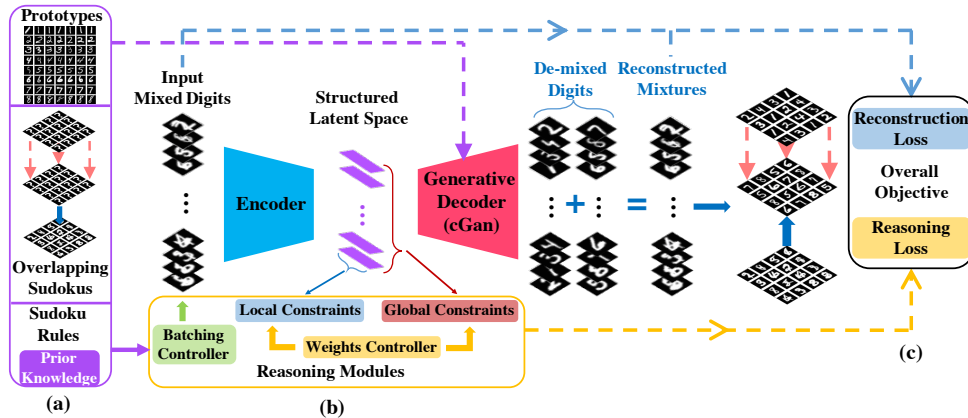 Prototypes
Overlapping
Sudokus
Sudoku
Rules
Prior
Knowledge
(a)
Input
Mixed Digits
Encoder
Structured
Latent Space
Generative
Decoder
(cGan)
De-mixed
Digits
Reconstructed
Mixtures
+
=
Batching
Controller
Local Constraints
Global Constraints
Weights Controller
Reasoning Modules
(b)
Reconstruction
Loss
Overall
Objective
Reasoning
Loss
(c)